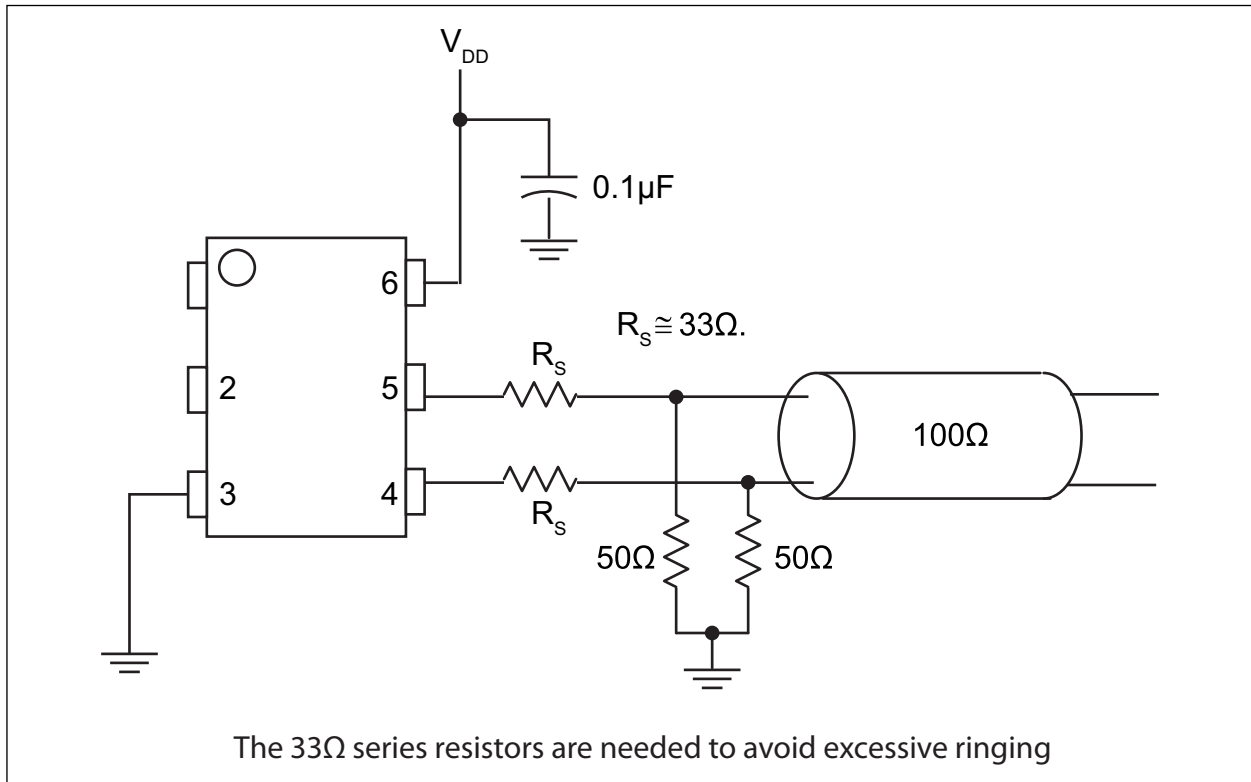 V_DD
0.1µF
6
R_S ≅ 33Ω.
R_S
2
5
100Ω
3
4
R_S
50Ω
50Ω
The 33Ω series resistors are needed to avoid excessive ringing